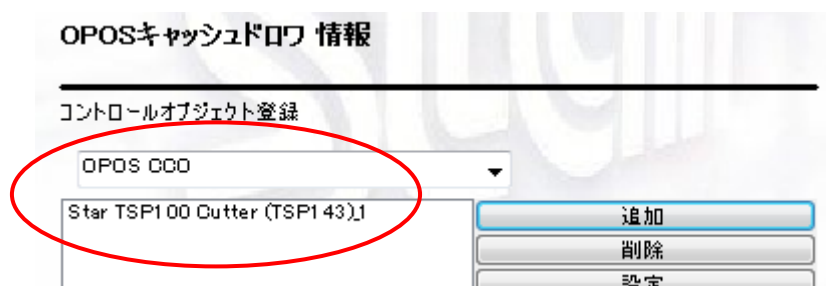 OPOSキャッシュドロワ 情報
コントロールオブジェクト登録
OPOS CCO
Star TSP100 Cutter (TSP143)_1
追加
削除
設定